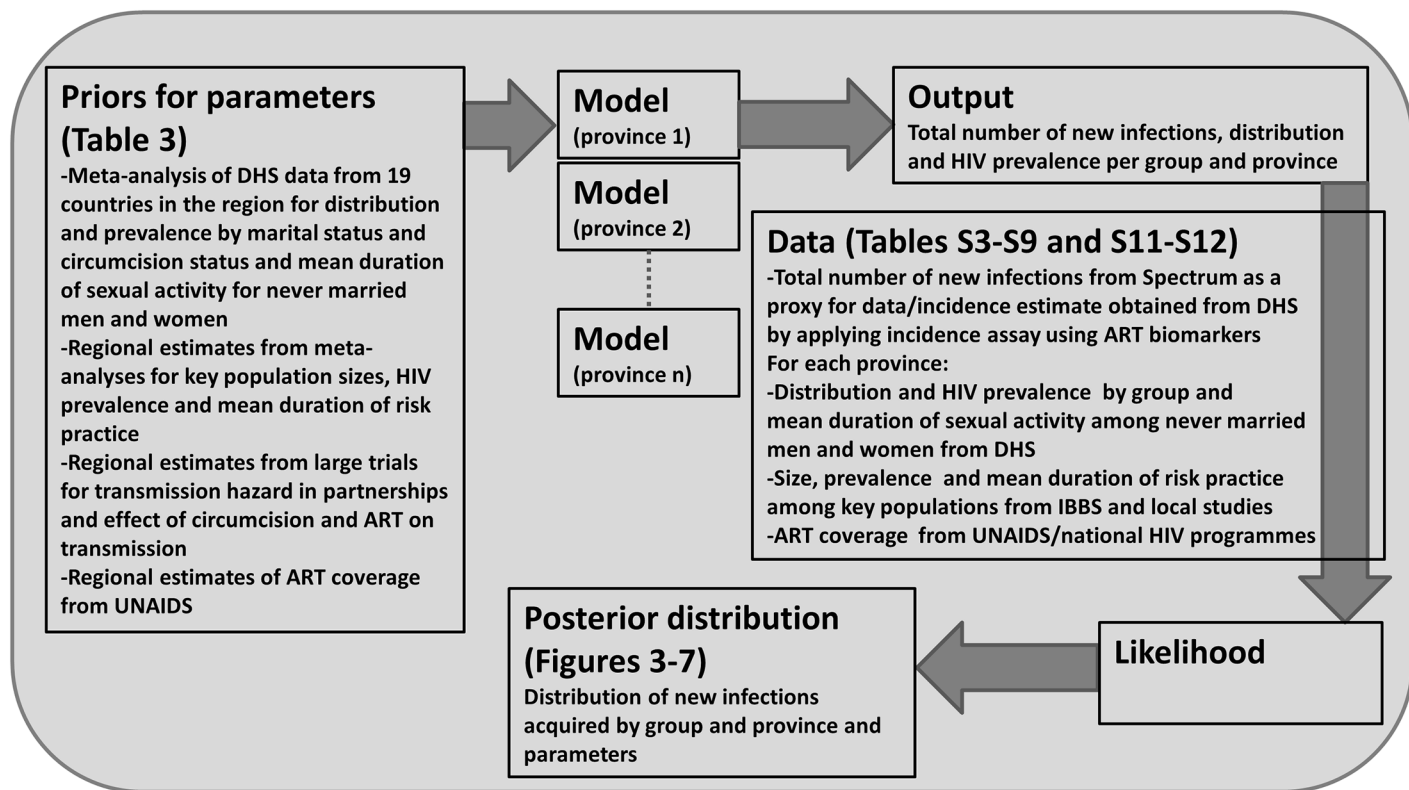 Priors for parameters
(Table 3)
-Meta-analysis of DHS data from 19
countries in the region for distribution
and prevalence by marital status and
circumcision status and mean duration
of sexual activity for never married
men and women
-Regional estimates from meta-
analyses for key population sizes, HIV
prevalence and mean duration of risk
practice
-Regional estimates from large trials
for transmission hazard in partnerships
and effect of circumcision and ART on
transmission
-Regional estimates of ART coverage
from UNAIDS
Model
(province 1)
Model
(province 2)
Model
(province n)
Output
Total number of new infections, distribution
and HIV prevalence per group and province
Data (Tables S3-S9 and S11-S12)
-Total number of new infections from Spectrum as a
proxy for data/incidence estimate obtained from DHS
by applying incidence assay using ART biomarkers
For each province:
-Distribution and HIV prevalence by group and
mean duration of sexual activity among never married
men and women from DHS
-Size, prevalence and mean duration of risk practice
among key populations from IBBS and local studies
-ART coverage from UNAIDS/national HIV programmes
Likelihood
Posterior distribution
(Figures 3-7)
Distribution of new infections
acquired by group and province and
parameters